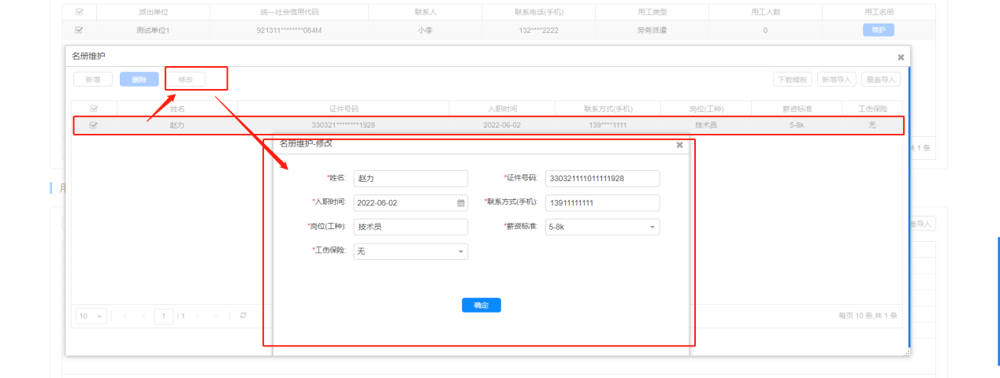 派出单位 统一社会信用代码 联系人 联系电话(手机) 用工类型 用工人数 用工名册
测试单位1 921311********084M 小李 132****2222 劳务派遣 0 维护
名册维护
新增 删除 修改 下载模板 新增导入 覆盖导入
姓名 证件号码 入职时间 联系方式(手机) 岗位(工种) 薪资标准 工伤保险
赵力 330321********1928 2022-06-02 139****1111 技术员 5-8k 无
名册维护-修改
共 1 条
*姓名: 赵力 *证件号码: 330321111011111928
用
*入职时间: 2022-06-02 *联系方式(手机): 13911111111
*岗位(工种): 技术员 *薪资标准: 5-8k
盖导入
*工伤保险: 无
确定
10 1 / 1 每页 10 条,共 1 条